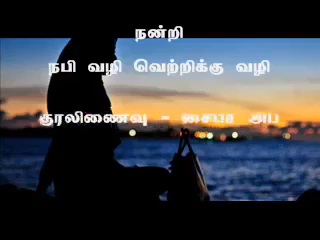 நன்றி
நபி வழி வெற்றிக்கு வழி
குரலிணைவு -